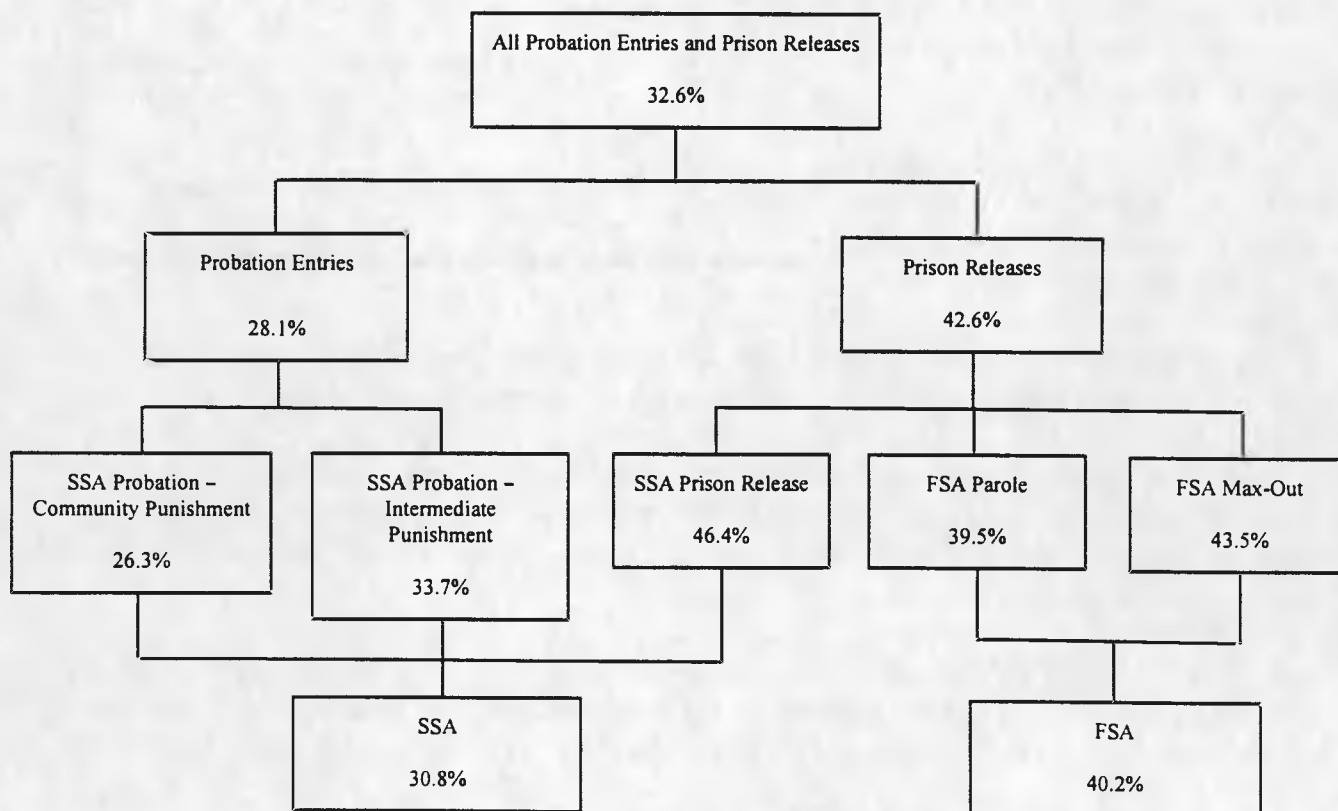 All Probation Entries and Prison Releases
32.6%
Probation Entries
28.1%
Prison Releases
42.6%
SSA Probation –
Community Punishment
26.3%
SSA Probation –
Intermediate
Punishment
33.7%
SSA Prison Release
46.4%
FSA Parole
39.5%
FSA Max-Out
43.5%
SSA
30.8%
FSA
40.2%